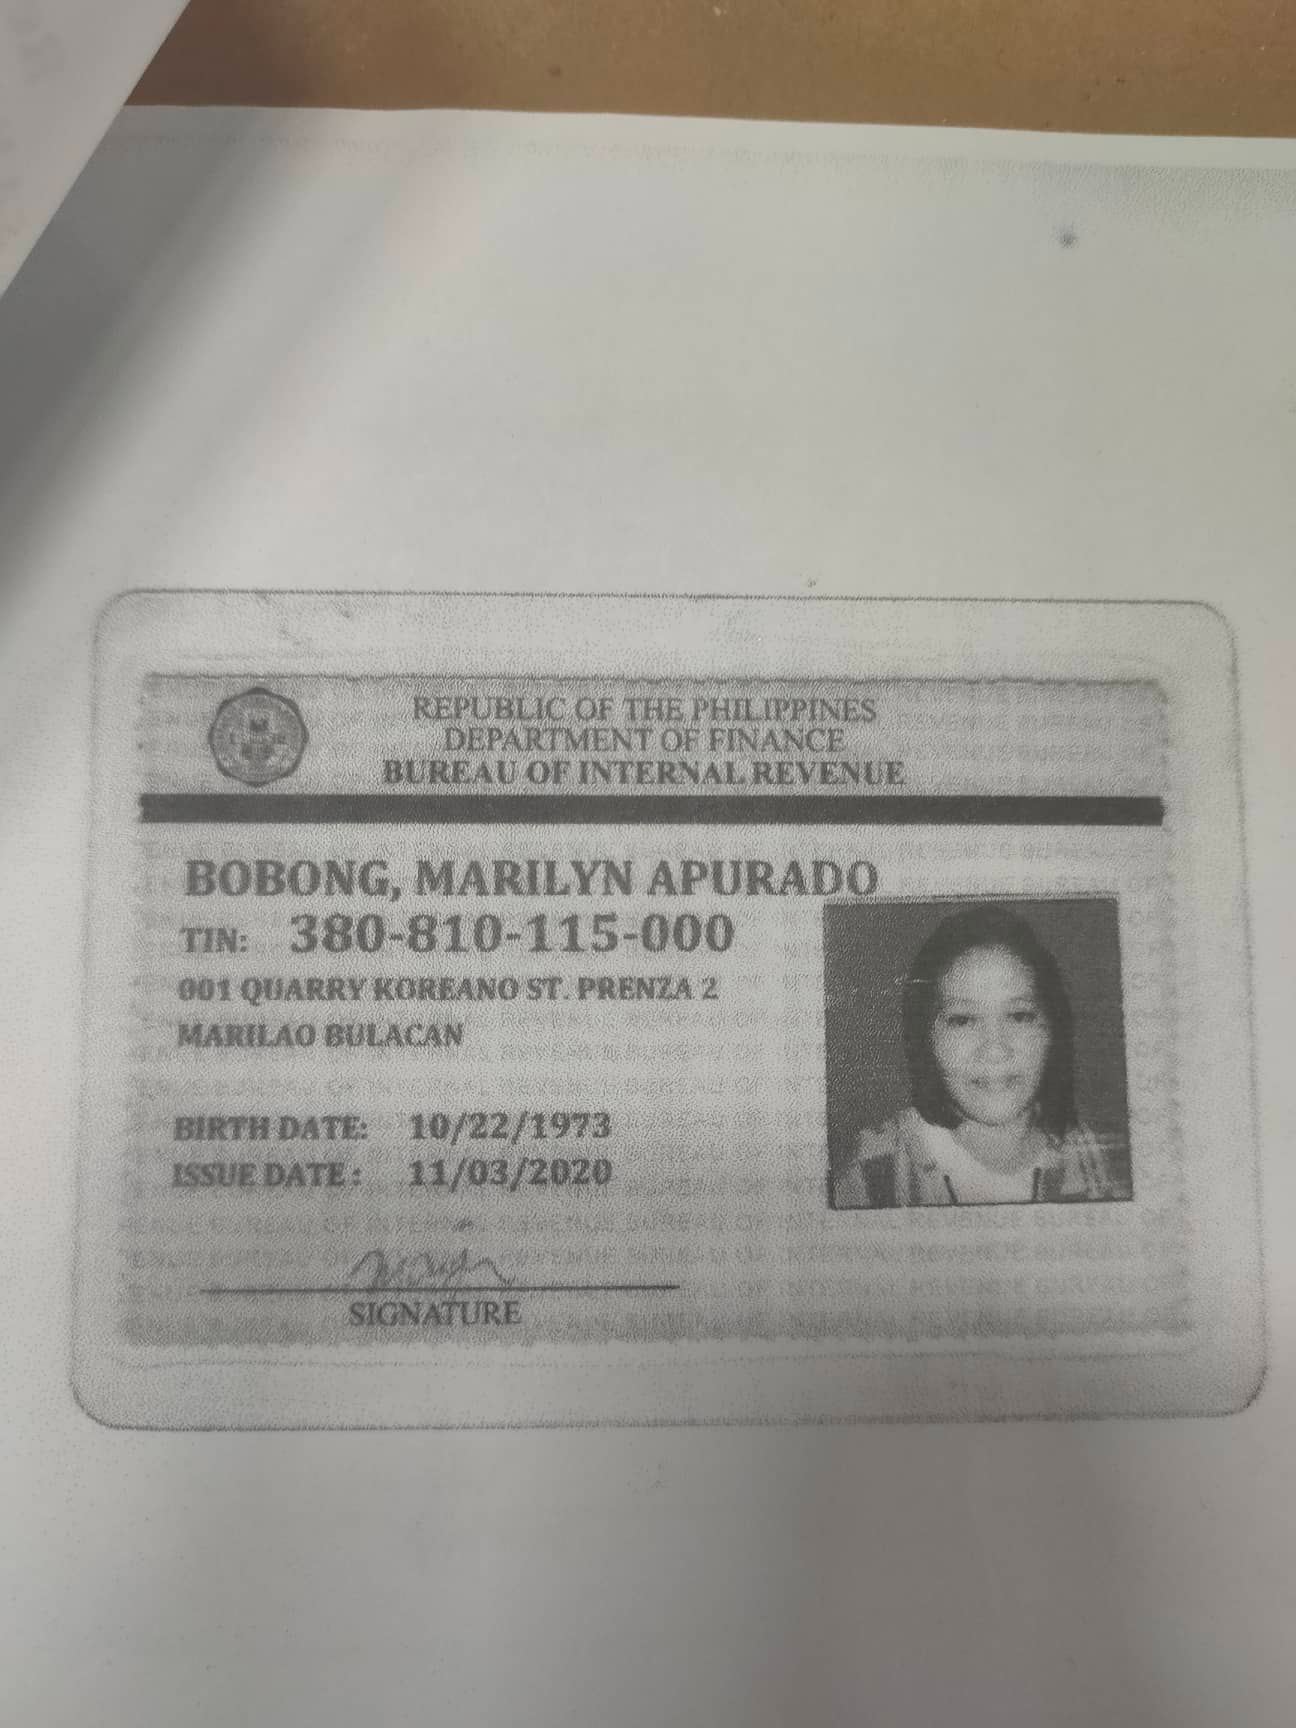 REPUBLIC OF THE PHILIPPINES
DEPARTMENT OF FINANCE
BUREAU OF INTERNAL REVENUE
BOBONG, MARILYN APURADO
TIN: 380-810-115-000
001 QUARRY KOREANO ST. PRENZA 2
MARILAO BULACAN
BIRTH DATE: 10/22/1973
ISSUE DATE : 11/03/2020
SIGNATURE